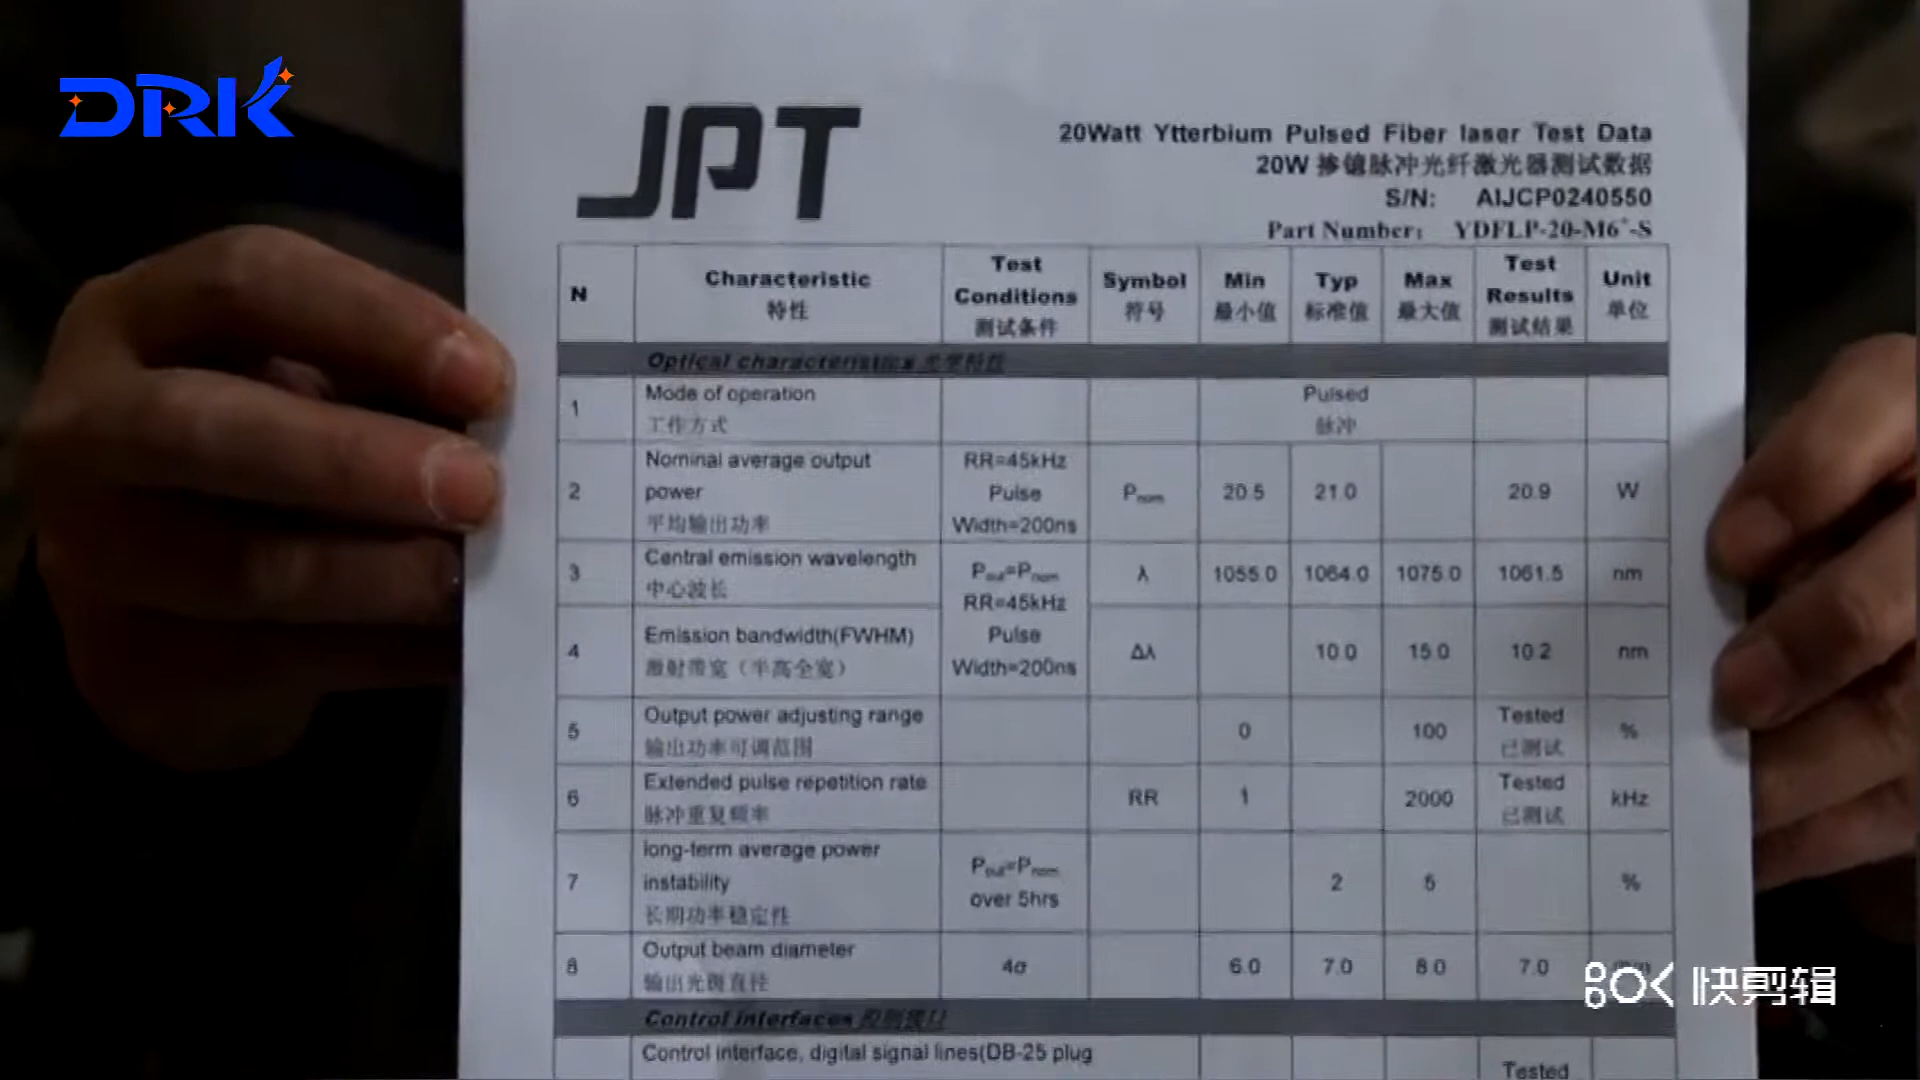 DRK
JPT
20Watt Ytterbium Pulsed Fiber laser Test Data
20W 掺镱脉冲光纤激光器测试数据
S/N: AIJCP0240550
Part Number: YDFLP-20-M6+-S
N Characteristic 特性 Test Conditions 测试条件 Symbol 符号 Min 最小值 Typ 标准值 Max 最大值 Test Results 测试结果 Unit 单位
Optical characteristics 光学特性
1 Mode of operation 工作方式 Pulsed 脉冲
2 Nominal average output power 平均输出功率 RR=45kHz Pulse Width=200ns Pnom 20.5 21.0 20.9 W
3 Central emission wavelength 中心波长 Pout=Pnom RR=45kHz Pulse Width=200ns λ 1055.0 1064.0 1075.0 1061.5 nm
4 Emission bandwidth(FWHM) 激射带宽（半高全宽） Δλ 10.0 15.0 10.2 nm
5 Output power adjusting range 输出功率可调范围 0 100 Tested 已测试 %
6 Extended pulse repetition rate 脉冲重复频率 RR 1 2000 Tested 已测试 kHz
7 long-term average power instability 长期功率稳定性 Pout=Pnom over 5hrs 2 5 %
8 Output beam diameter 输出光斑直径 4σ 6.0 7.0 8.0 7.0
Control interfaces 控制接口
Control interface, digital signal lines(DB-25 plug
Tested
快剪辑